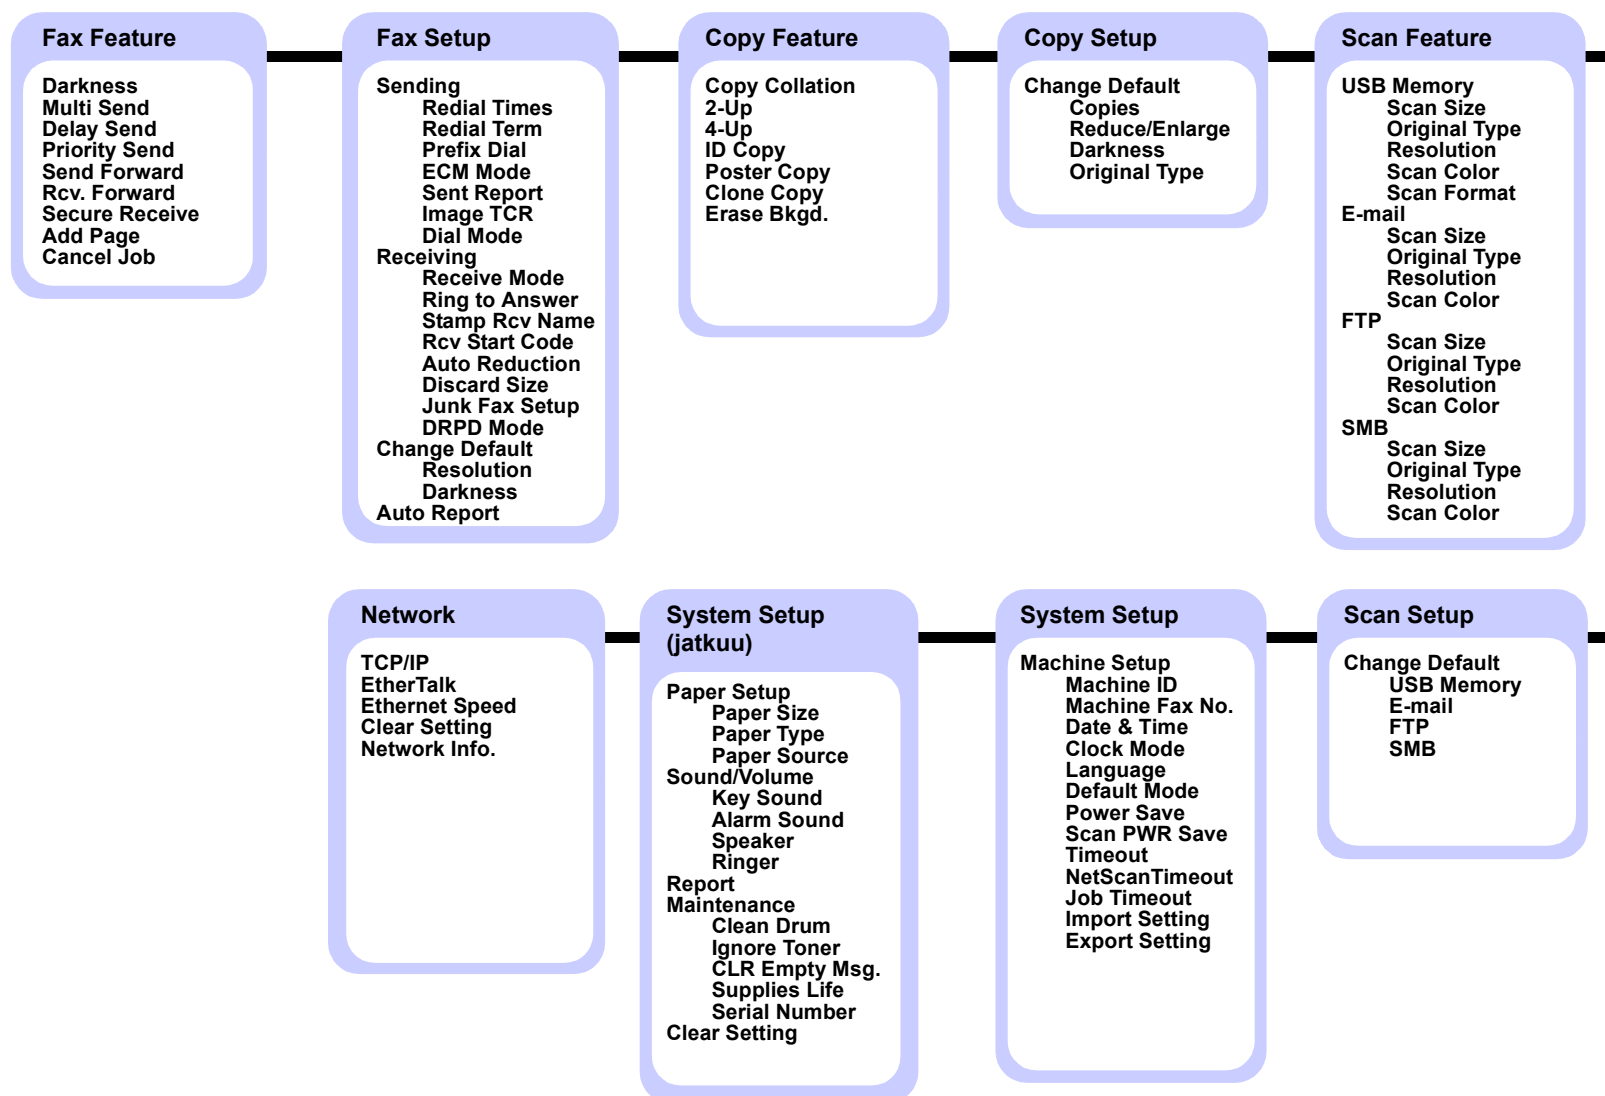 Fax Feature
Darkness
Multi Send
Delay Send
Priority Send
Send Forward
Rcv. Forward
Secure Receive
Add Page
Cancel Job
Fax Setup
Sending
Redial Times
Redial Term
Prefix Dial
ECM Mode
Sent Report
Image TCR
Dial Mode
Receiving
Receive Mode
Ring to Answer
Stamp Rcv Name
Rcv Start Code
Auto Reduction
Discard Size
Junk Fax Setup
DRPD Mode
Change Default
Resolution
Darkness
Auto Report
Copy Feature
Copy Collation
2-Up
4-Up
ID Copy
Poster Copy
Clone Copy
Erase Bkgd.
Copy Setup
Change Default
Copies
Reduce/Enlarge
Darkness
Original Type
Scan Feature
USB Memory
Scan Size
Original Type
Resolution
Scan Color
Scan Format
E-mail
Scan Size
Original Type
Resolution
Scan Color
FTP
Scan Size
Original Type
Resolution
Scan Color
SMB
Scan Size
Original Type
Resolution
Scan Color
Network
TCP/IP
EtherTalk
Ethernet Speed
Clear Setting
Network Info.
System Setup
(jatkuu)
Paper Setup
Paper Size
Paper Type
Paper Source
Sound/Volume
Key Sound
Alarm Sound
Speaker
Ringer
Report
Maintenance
Clean Drum
Ignore Toner
CLR Empty Msg.
Supplies Life
Serial Number
Clear Setting
System Setup
Machine Setup
Machine ID
Machine Fax No.
Date & Time
Clock Mode
Language
Default Mode
Power Save
Scan PWR Save
Timeout
NetScanTimeout
Job Timeout
Import Setting
Export Setting
Scan Setup
Change Default
USB Memory
E-mail
FTP
SMB